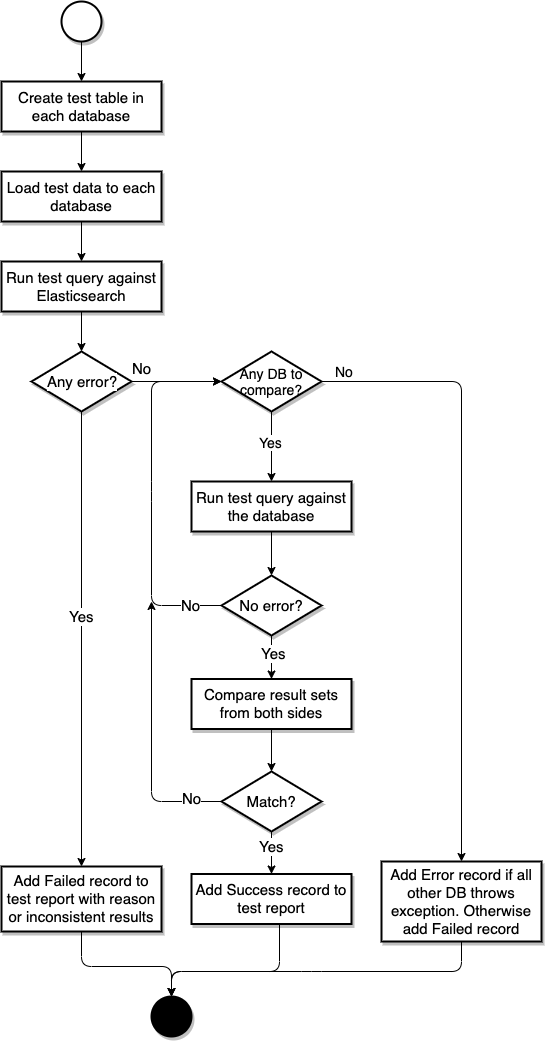 Create test table in
each database
Load test data to each
database
Run test query against
Elasticsearch
Any error?
No
Any DB to
compare?
No
Yes
Run test query against
the database
No error?
No
Yes
Yes
Compare result sets
from both sides
Match?
No
Yes
Add Failed record to
test report with reason
or inconsistent results
Add Success record to
test report
Add Error record if all
other DB throws
exception. Otherwise
add Failed record